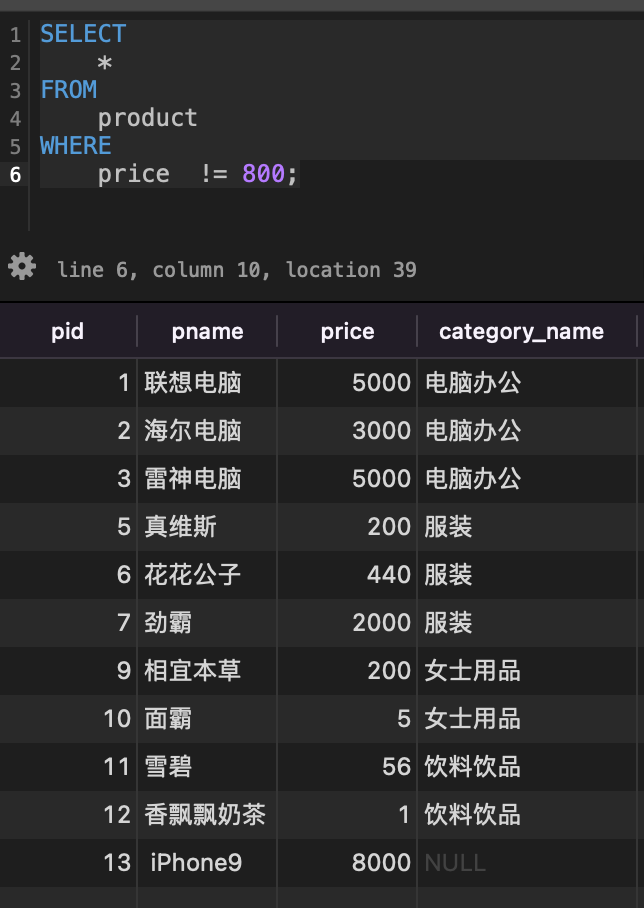 1 SELECT
2 *
3 FROM
4 product
5 WHERE
6 price  != 800;
line 6, column 10, location 39
pid pname price category_name
1 联想电脑 5000 电脑办公
2 海尔电脑 3000 电脑办公
3 雷神电脑 5000 电脑办公
5 真维斯 200 服装
6 花花公子 440 服装
7 劲霸 2000 服装
9 相宜本草 200 女士用品
10 面霸 5 女士用品
11 雪碧 56 饮料饮品
12 香飘飘奶茶 1 饮料饮品
13 iPhone9 8000 NULL